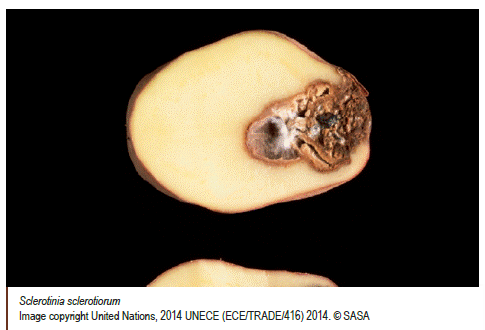 Sclerotinia sclerotiorum
Image copyright United Nations, 2014 UNECE (ECE/TRADE/416) 2014. © SASA